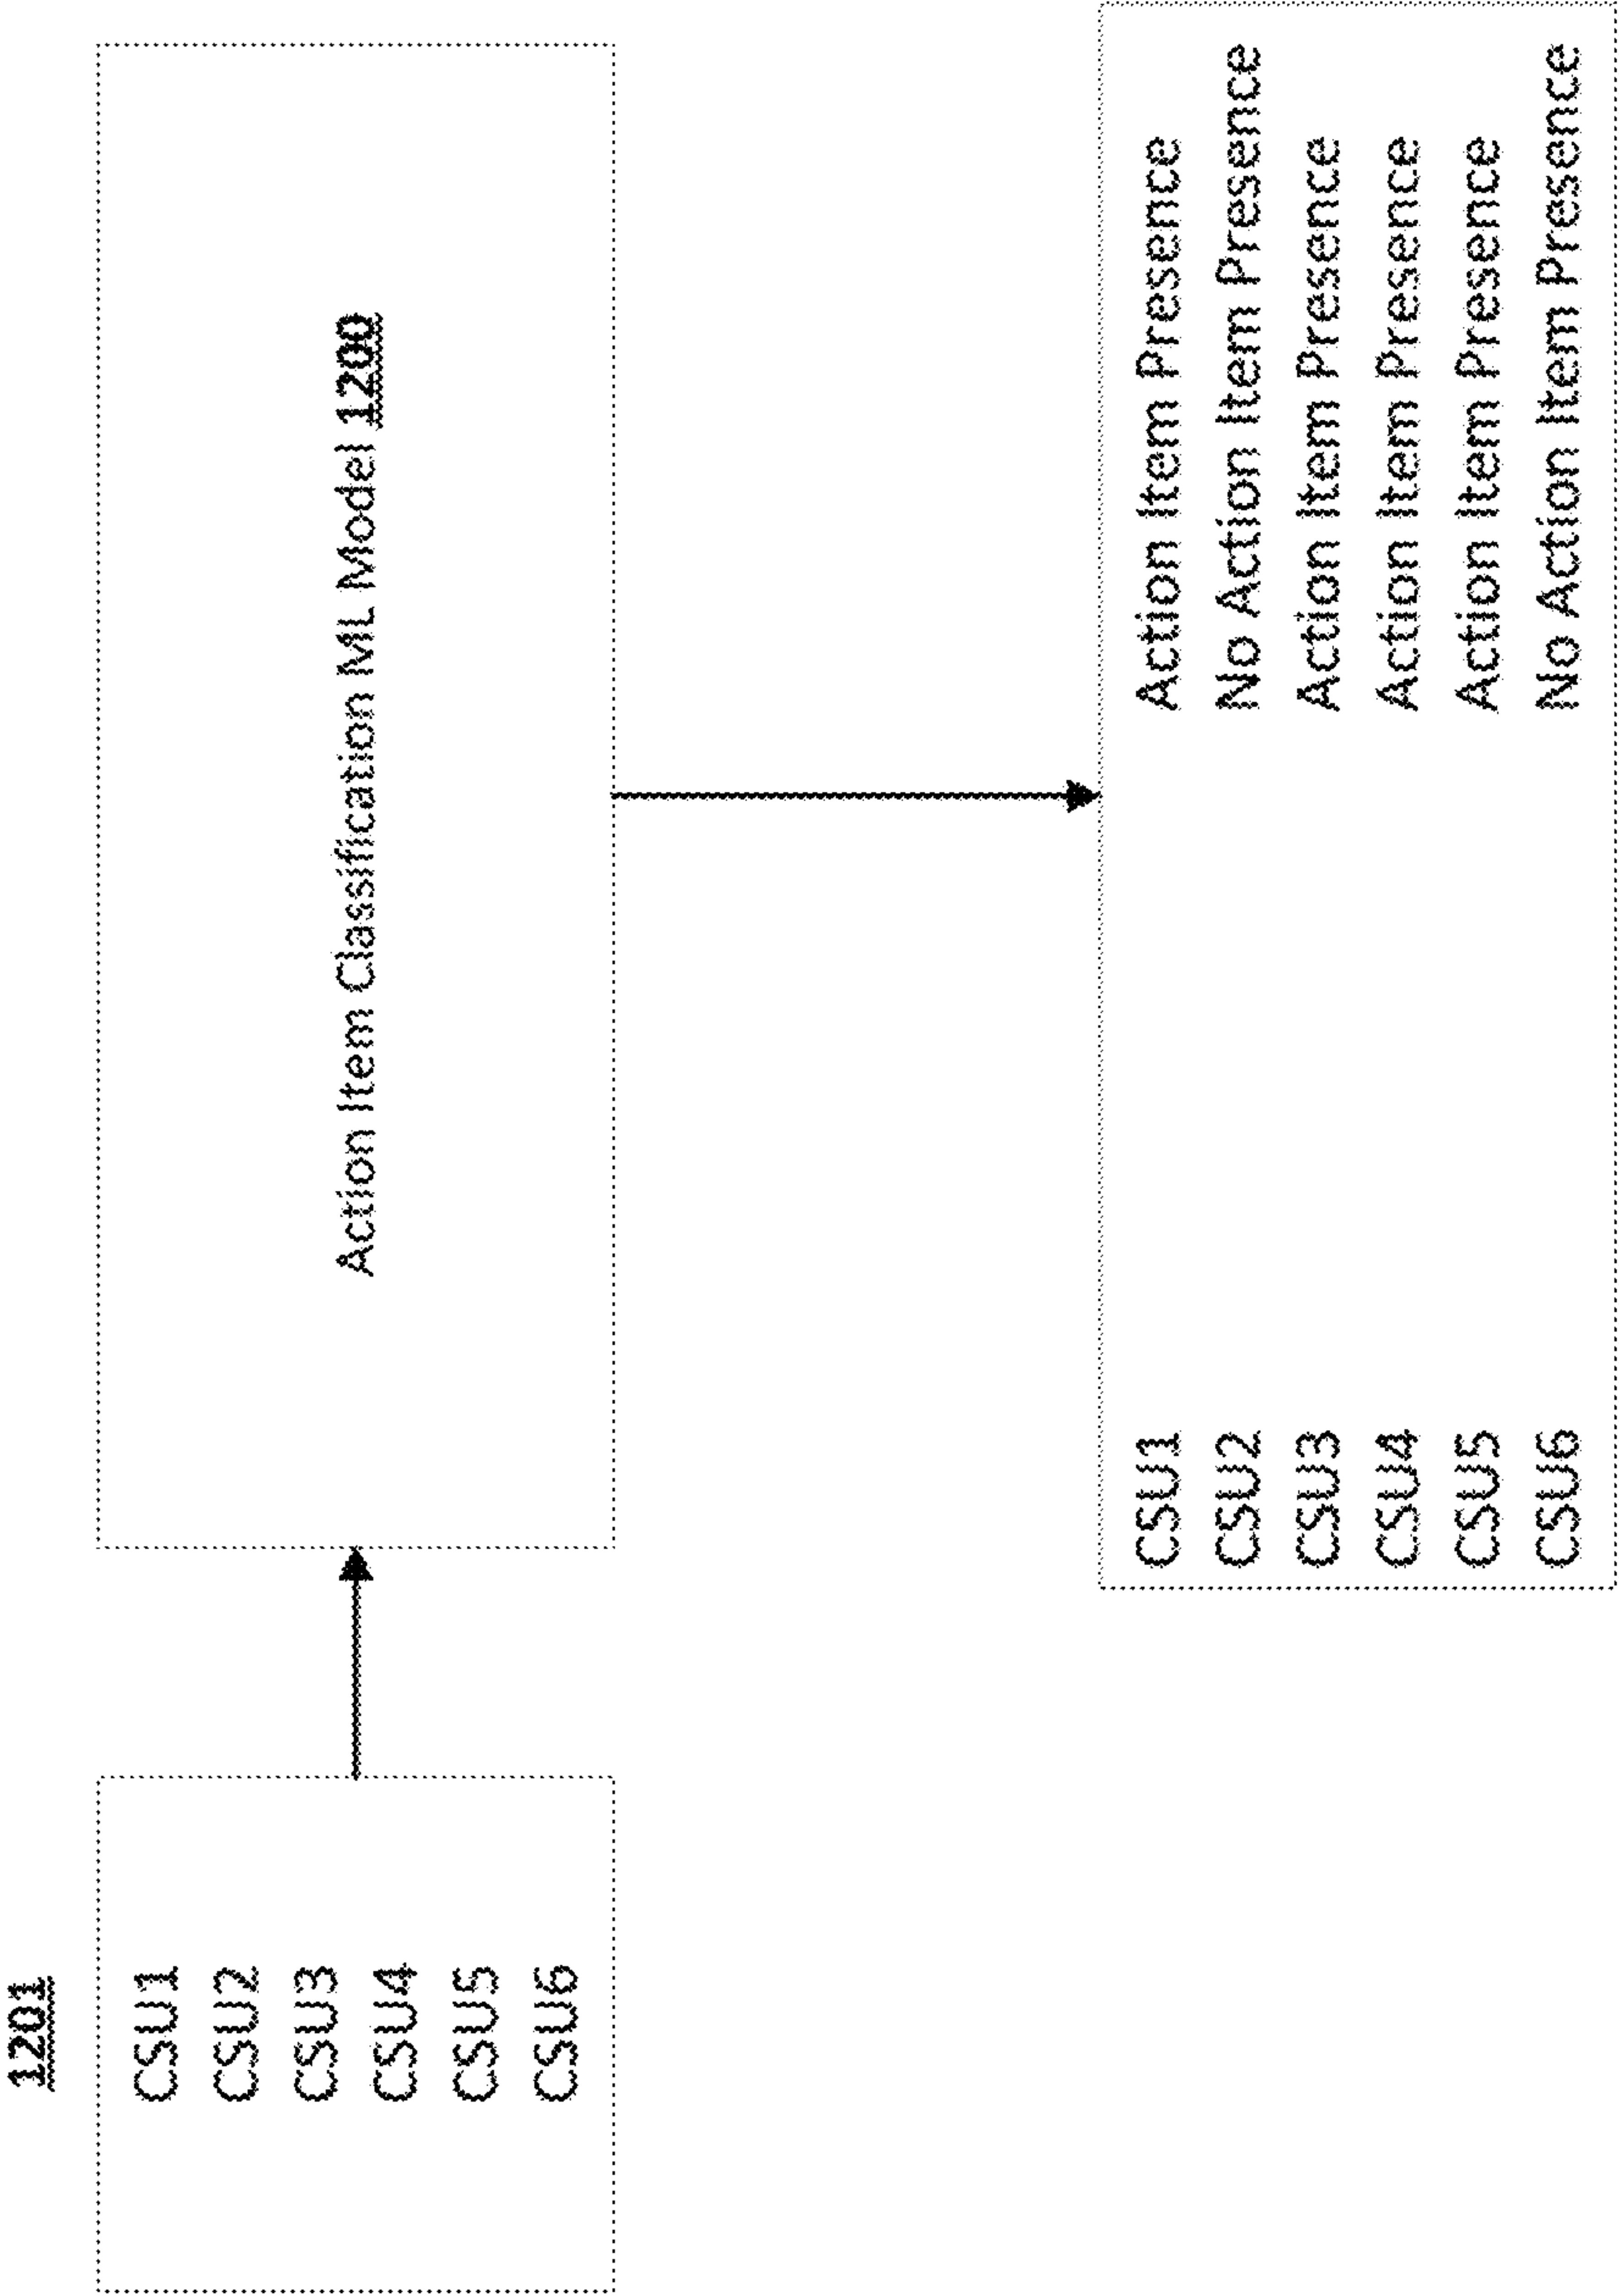 1201
CSU1
CSU2
CSU3
CSU4
CSU5
CSU6
Action Item Classification ML Model 1200
CSU1 Action Item Presence
CSU2 No Action Item Presence
CSU3 Action Item Presence
CSU4 Action Item Presence
CSU5 Action Item Presence
CSU6 No Action Item Presence